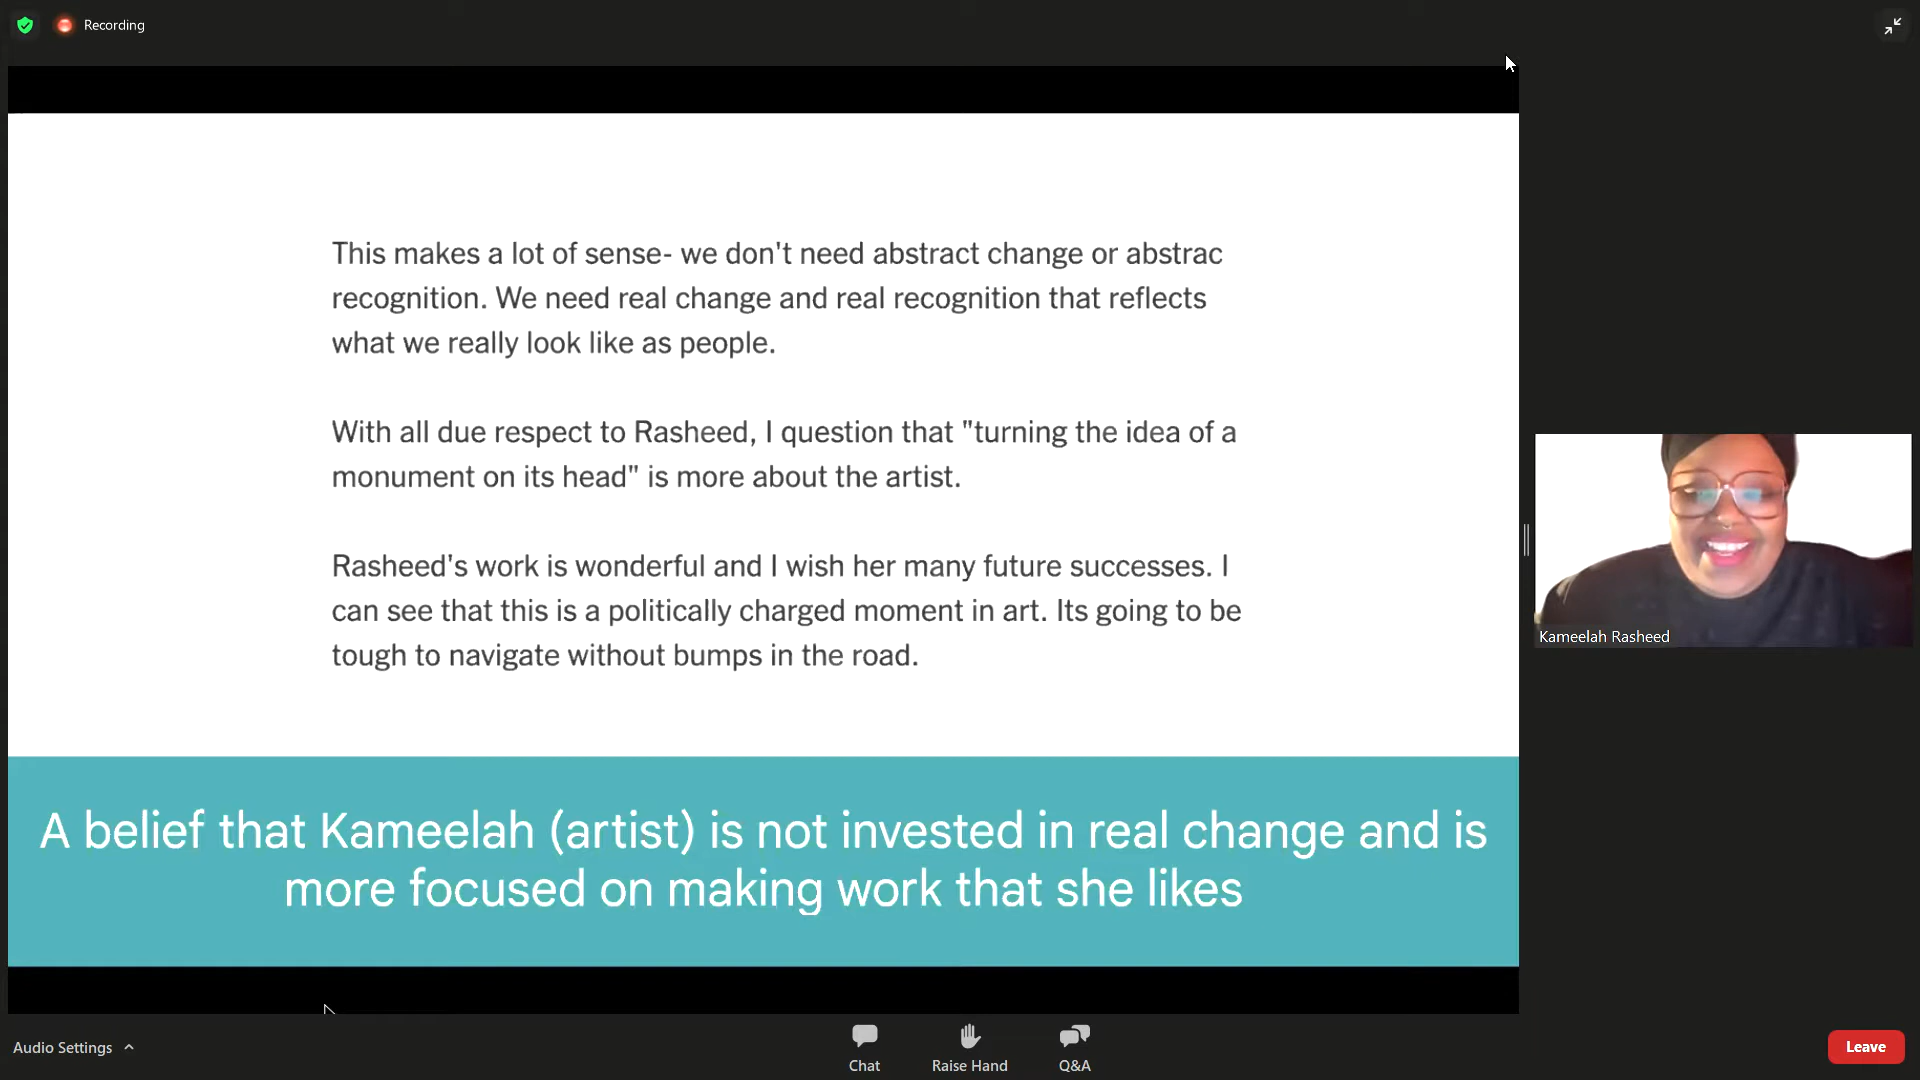 Recording
This makes a lot of sense- we don't need abstract change or abstrac
recognition. We need real change and real recognition that reflects
what we really look like as people.
With all due respect to Rasheed, I question that "turning the idea of a
monument on its head" is more about the artist.
Rasheed's work is wonderful and I wish her many future successes. I
can see that this is a politically charged moment in art. Its going to be
tough to navigate without bumps in the road.
A belief that Kameelah (artist) is not invested in real change and is
more focused on making work that she likes
Kameelah Rasheed
Audio Settings
Chat
Raise Hand
Q&A
Leave